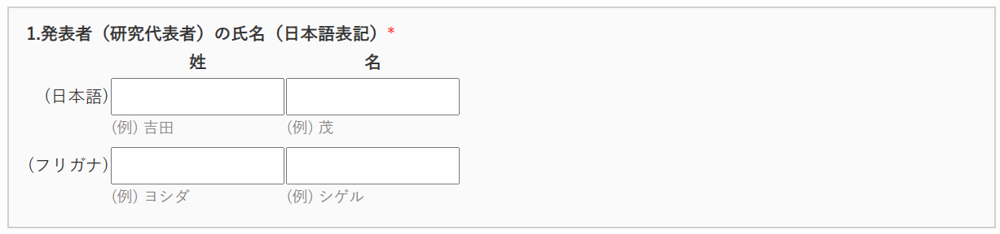 1.発表者（研究代表者）の氏名（日本語表記）*
姓 名
（日本語）
(例) 吉田 (例) 茂
（フリガナ）
(例) ヨシダ (例) シゲル